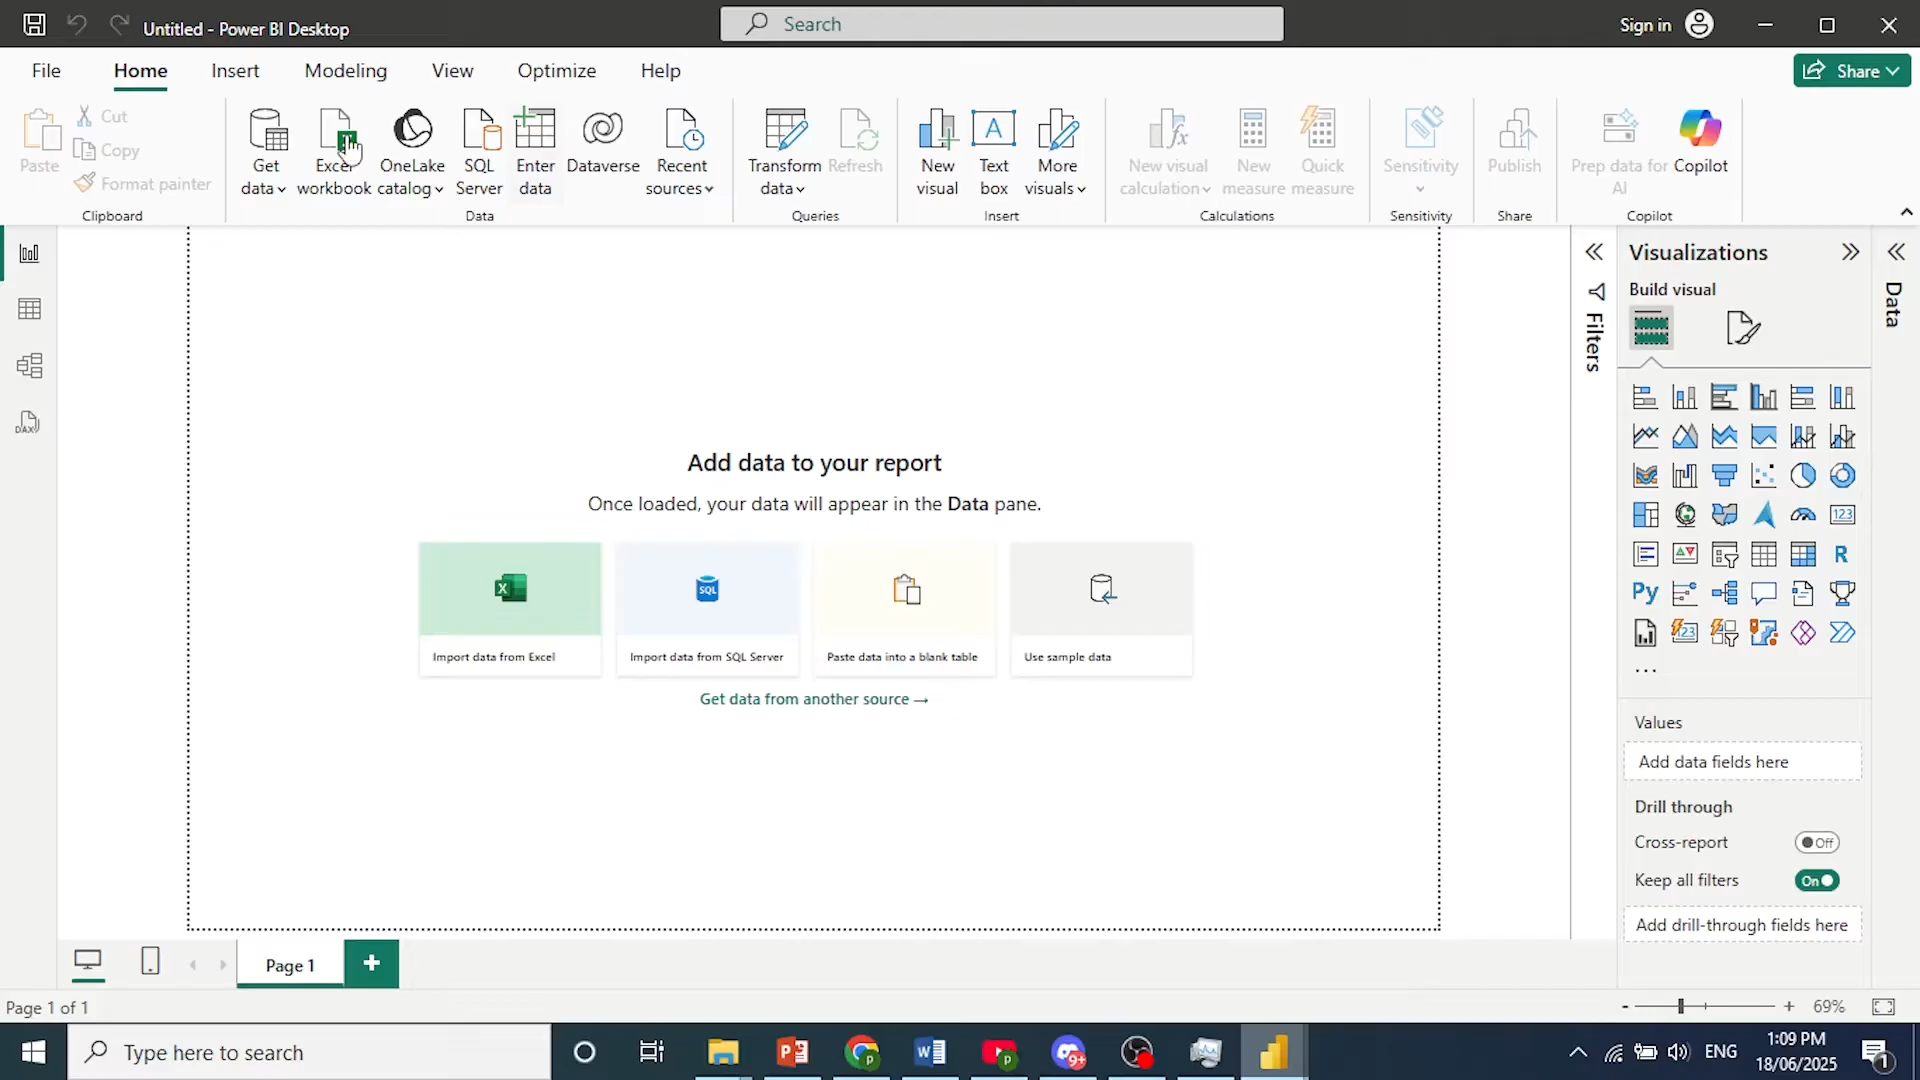 Untitled - Power BI Desktop
Search
Sign in
File
Home
Insert
Modeling
View
Optimize
Help
Share
Paste
Cut
Copy
Format painter
Clipboard
Get data
Excel workbook
OneLake catalog
SQL Server
Enter data
Dataverse
Recent sources
Data
Transform data
Refresh
Queries
New visual
Text box
More visuals
Insert
New visual calculation
New measure
Quick measure
Calculations
Sensitivity
Sensitivity
Publish
Share
Prep data for AI
Copilot
Copilot
DAX
Add data to your report
Once loaded, your data will appear in the Data pane.
SQL
Import data from Excel
Import data from SQL Server
Paste data into a blank table
Use sample data
Get data from another source →
Filters
Visualizations
Build visual
123
R
Py
123
...
Values
Add data fields here
Drill through
Cross-report
Off
Keep all filters
On
Add drill-through fields here
Data
Page 1
Page 1 of 1
69%
Type here to search
9+
ENG
1:09 PM
18/06/2025
1